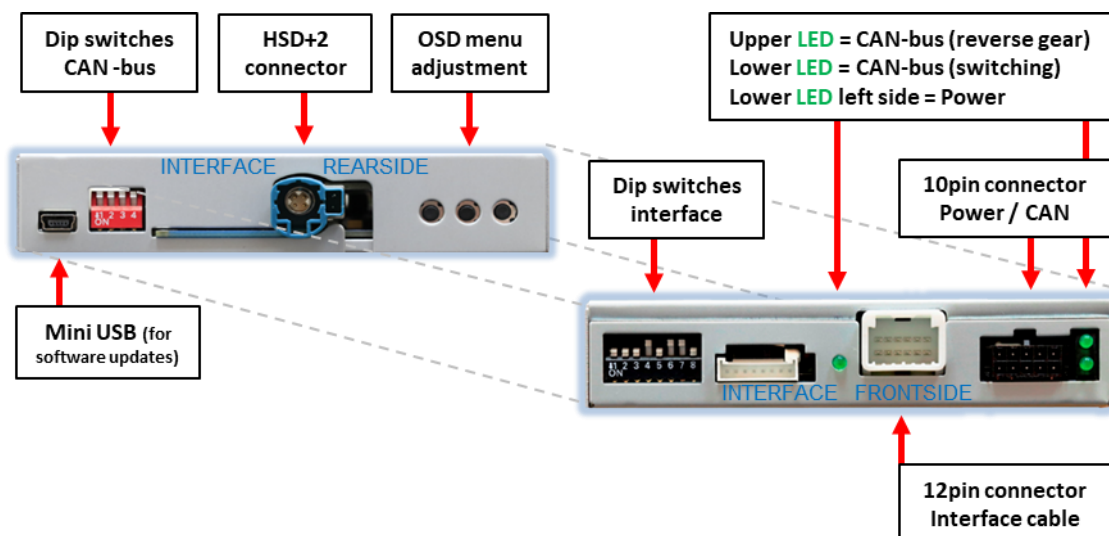 Dip switches
CAN -bus
HSD+2
connector
OSD menu
adjustment
Upper LED = CAN-bus (reverse gear)
Lower LED = CAN-bus (switching)
Lower LED left side = Power
INTERFACE REARSIDE
1 2 3 4
ON
Dip switches
interface
10pin connector
Power / CAN
Mini USB (for
software updates)
1 2 3 4 5 6 7 8
ON
INTERFACE FRONTSIDE
12pin connector
Interface cable